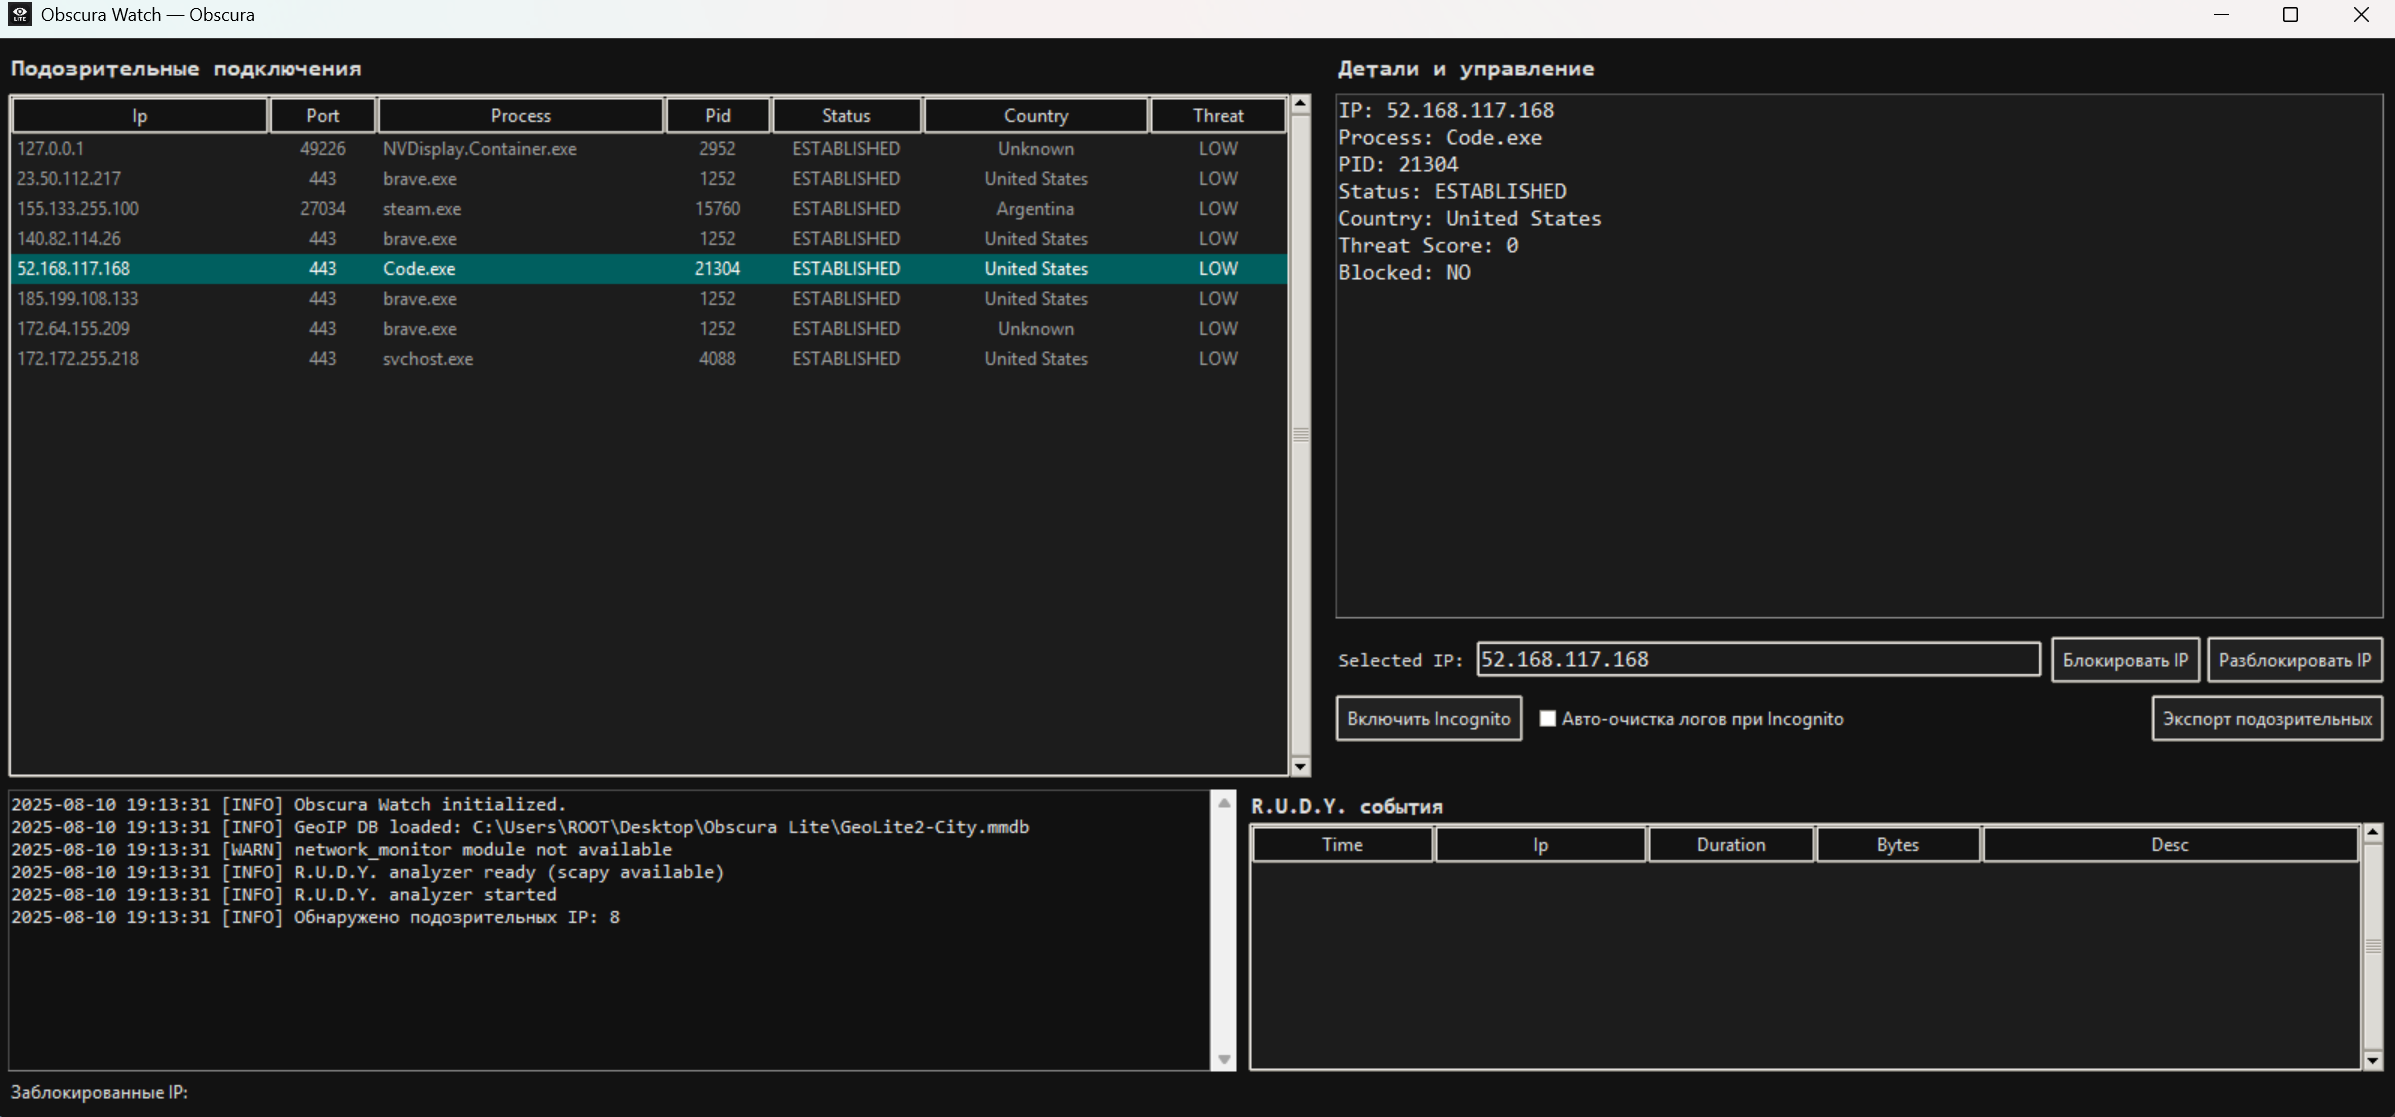 Obscura Watch — Obscura
Подозрительные подключения
Ip Port Process Pid Status Country Threat
127.0.0.1 49226 NVDisplay.Container.exe 2952 ESTABLISHED Unknown LOW
23.50.112.217 443 brave.exe 1252 ESTABLISHED United States LOW
155.133.255.100 27034 steam.exe 15760 ESTABLISHED Argentina LOW
140.82.114.26 443 brave.exe 1252 ESTABLISHED United States LOW
52.168.117.168 443 Code.exe 21304 ESTABLISHED United States LOW
185.199.108.133 443 brave.exe 1252 ESTABLISHED United States LOW
172.64.155.209 443 brave.exe 1252 ESTABLISHED Unknown LOW
172.172.255.218 443 svchost.exe 4088 ESTABLISHED United States LOW
Детали и управление
IP: 52.168.117.168
Process: Code.exe
PID: 21304
Status: ESTABLISHED
Country: United States
Threat Score: 0
Blocked: NO
Selected IP: 52.168.117.168 Блокировать IP Разблокировать IP
Включить Incognito Авто-очистка логов при Incognito Экспорт подозрительных
2025-08-10 19:13:31 [INFO] Obscura Watch initialized.
2025-08-10 19:13:31 [INFO] GeoIP DB loaded: C:\Users\ROOT\Desktop\Obscura Lite\GeoLite2-City.mmdb
2025-08-10 19:13:31 [WARN] network_monitor module not available
2025-08-10 19:13:31 [INFO] R.U.D.Y. analyzer ready (scapy available)
2025-08-10 19:13:31 [INFO] R.U.D.Y. analyzer started
2025-08-10 19:13:31 [INFO] Обнаружено подозрительных IP: 8
R.U.D.Y. события
Time Ip Duration Bytes Desc
Заблокированные IP: